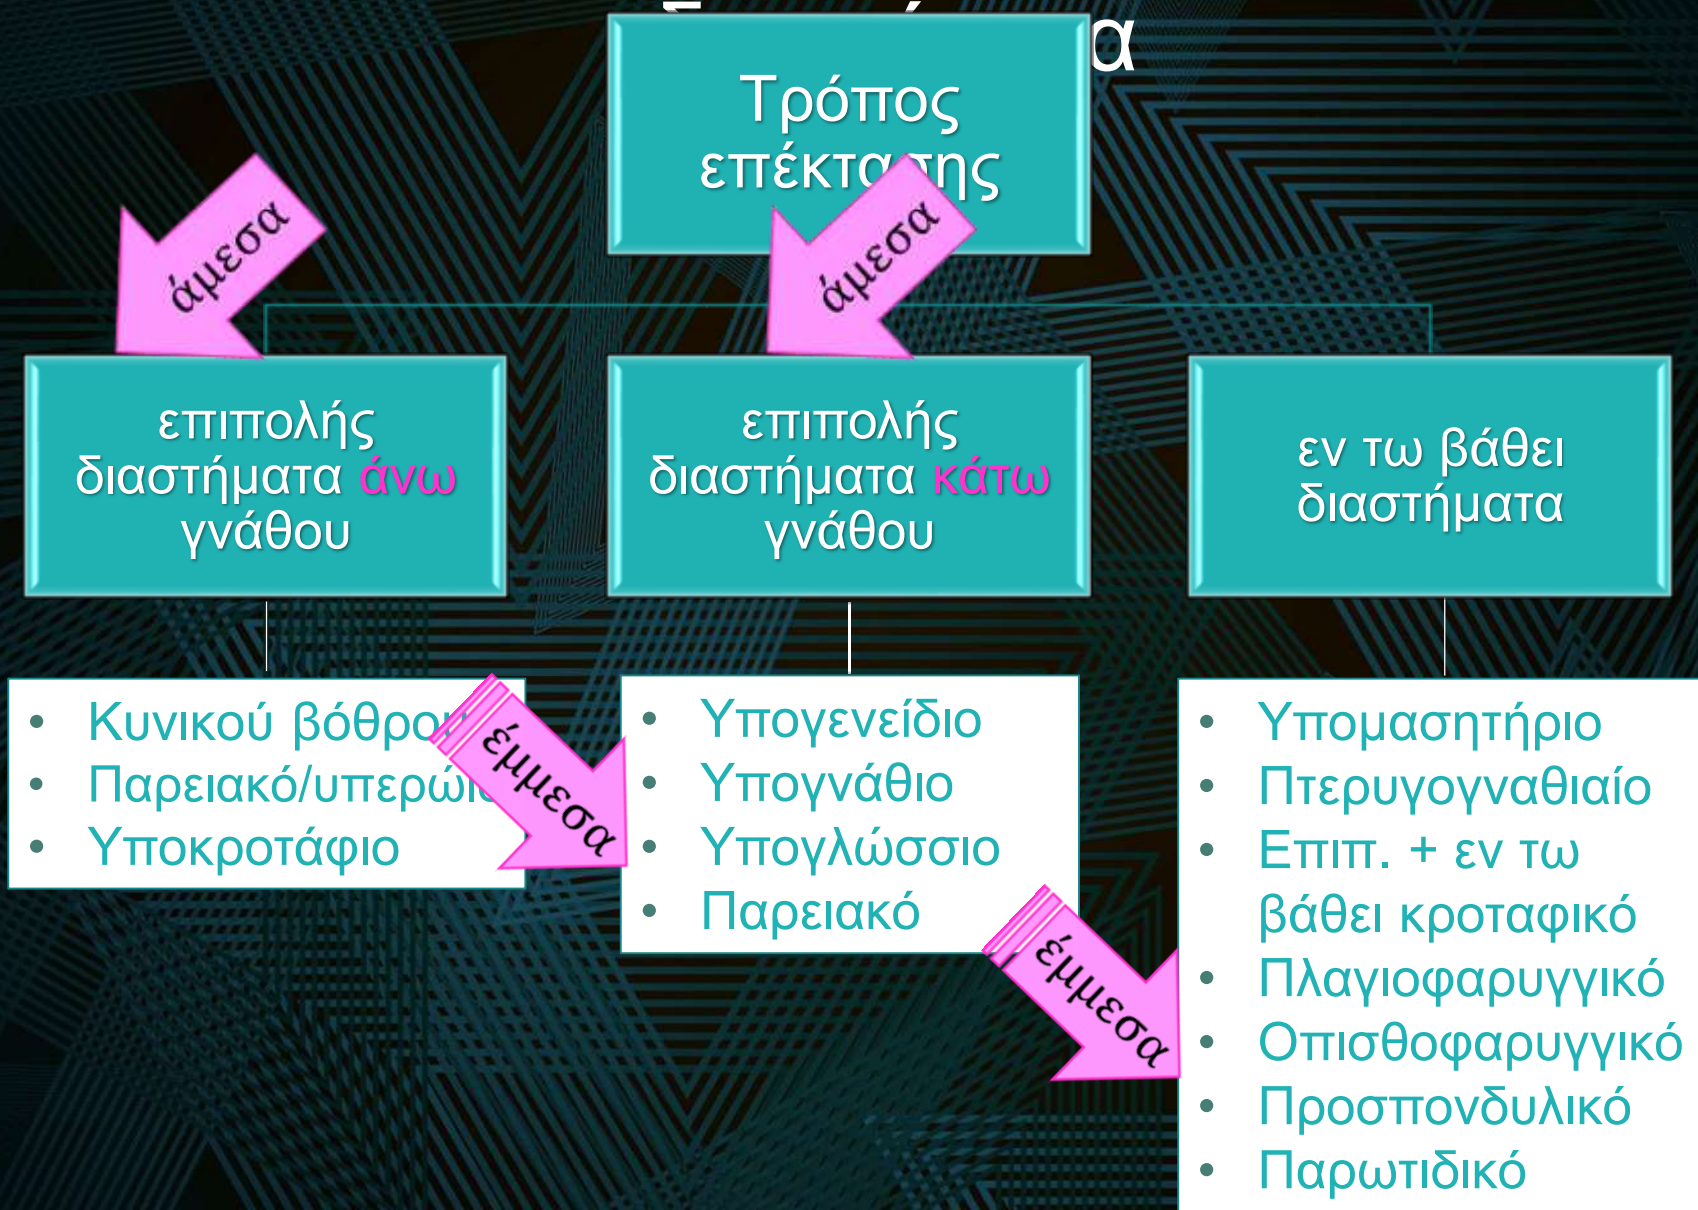 Τρόπος
επέκτασης
άμεσα
άμεσα
επιπολής
διαστήματα άνω
γνάθου
επιπολής
διαστήματα κάτω
γνάθου
εν τω βάθει
διαστήματα
• Κυνικού βόθρου
• Παρειακό/υπερώιο
• Υποκροτάφιο
έμμεσα
• Υπογενείδιο
• Υπογνάθιο
• Υπογλώσσιο
• Παρειακό
έμμεσα
• Υπομασητήριο
• Πτερυγογναθιαίο
• Επιπ. + εν τω
βάθει κροταφικό
• Πλαγιοφαρυγγικό
• Οπισθοφαρυγγικό
• Προσπονδυλικό
• Παρωτιδικό